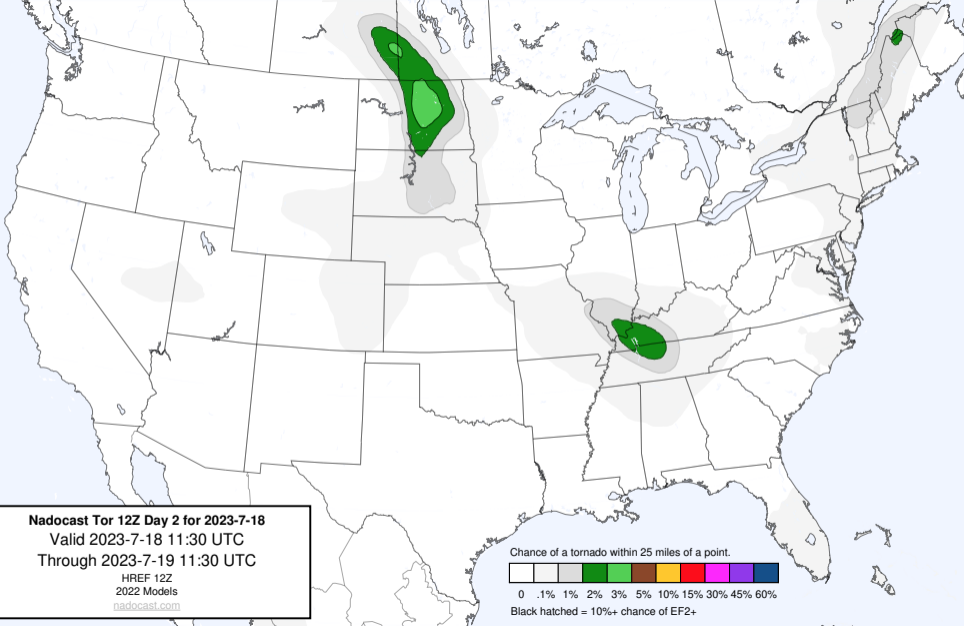 Nadocast Tor 12Z Day 2 for 2023-7-18
Valid 2023-7-18 11:30 UTC
Through 2023-7-19 11:30 UTC
HREF 12Z
2022 Models
nadocast.com
Chance of a tornado within 25 miles of a point.
0 .1% 1% 2% 3% 5% 10% 15% 30% 45% 60%
Black hatched = 10%+ chance of EF2+